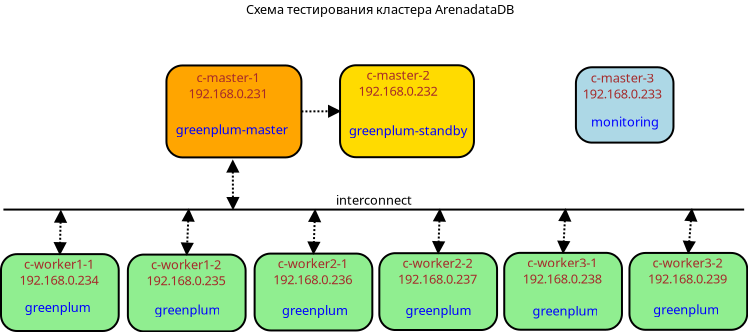 Схема тестирования кластера ArenadataDB
c-master-1
192.168.0.231
greenplum-master
c-master-2
192.168.0.232
greenplum-standby
c-master-3
192.168.0.233
monitoring
interconnect
c-worker1-1
192.168.0.234
greenplum
c-worker1-2
192.168.0.235
greenplum
c-worker2-1
192.168.0.236
greenplum
c-worker2-2
192.168.0.237
greenplum
c-worker3-1
192.168.0.238
greenplum
c-worker3-2
192.168.0.239
greenplum